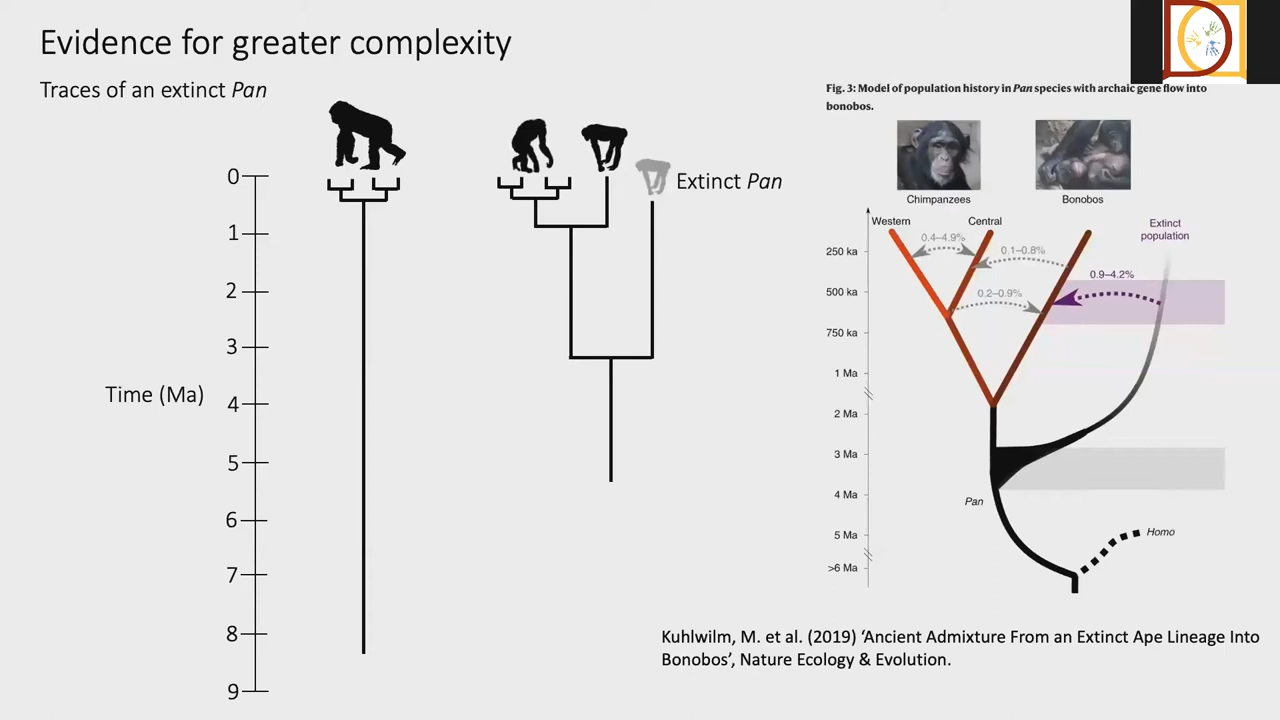 Evidence for greater complexity
Traces of an extinct Pan
Extinct Pan
0
1
2
3
Time (Ma)
4
5
6
7
8
9
Fig. 3: Model of population history in Pan species with archaic gene flow into
bonobos.
Chimpanzees
Bonobos
Western
Central
Extinct
population
0.4–4.9%
0.1–0.8%
250 ka
0.9–4.2%
500 ka
0.2–0.9%
750 ka
1 Ma
2 Ma
3 Ma
4 Ma
Pan
5 Ma
Homo
>6 Ma
Kuhlwilm, M. et al. (2019) ‘Ancient Admixture From an Extinct Ape Lineage Into
Bonobos’, Nature Ecology & Evolution.